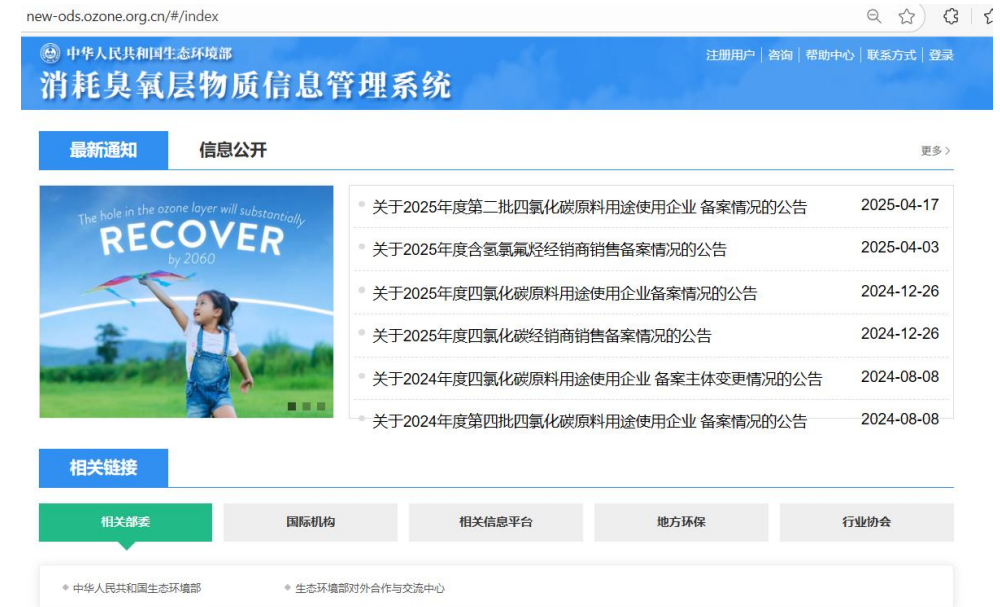 new-ods.ozone.org.cn/#/index
中华人民共和国生态环境部
注册用户 | 咨询 | 帮助中心 | 联系方式 | 登录
消耗臭氧层物质信息管理系统
最新通知 信息公开 更多 >
The hole in the ozone layer will substantially
RECOVER
by 2060
关于2025年度第二批四氯化碳原料用途使用企业 备案情况的公告 2025-04-17
关于2025年度含氢氯氟烃经销商销售备案情况的公告 2025-04-03
关于2025年度四氯化碳原料用途使用企业备案情况的公告 2024-12-26
关于2025年度四氯化碳经销商销售备案情况的公告 2024-12-26
关于2024年度四氯化碳原料用途使用企业 备案主体变更情况的公告 2024-08-08
关于2024年度第四批四氯化碳原料用途使用企业 备案情况的公告 2024-08-08
相关链接
相关部委 国际机构 相关信息平台 地方环保 行业协会
中华人民共和国生态环境部 生态环境部对外合作与交流中心